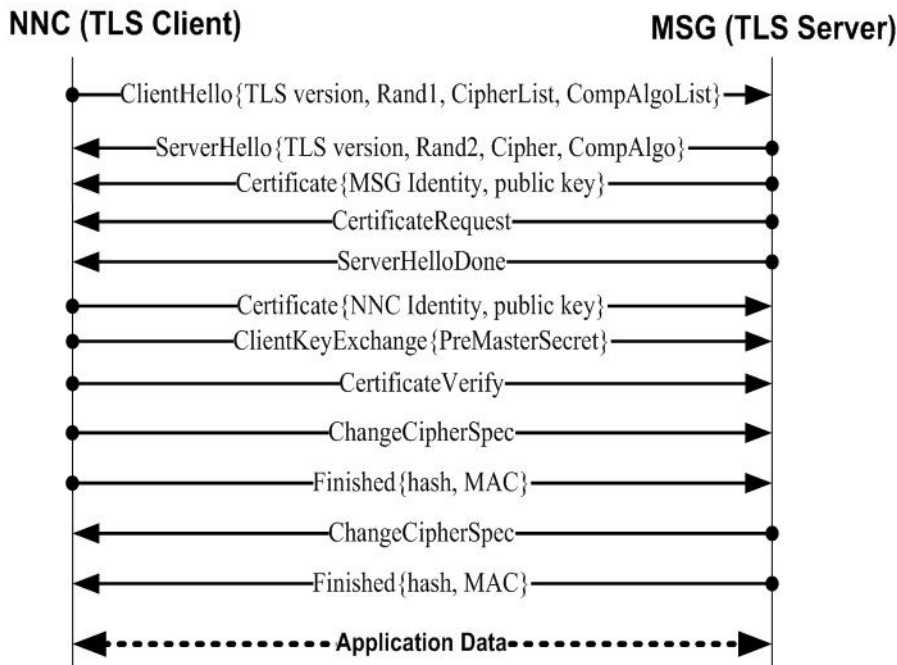 NNC (TLS Client)
MSG (TLS Server)
ClientHello{TLS version, Rand1, CipherList, CompAlgoList}
ServerHello{TLS version, Rand2, Cipher, CompAlgo}
Certificate{MSG Identity, public key}
CertificateRequest
ServerHelloDone
Certificate{NNC Identity, public key}
ClientKeyExchange{PreMasterSecret}
CertificateVerify
ChangeCipherSpec
Finished{hash, MAC}
ChangeCipherSpec
Finished{hash, MAC}
Application Data